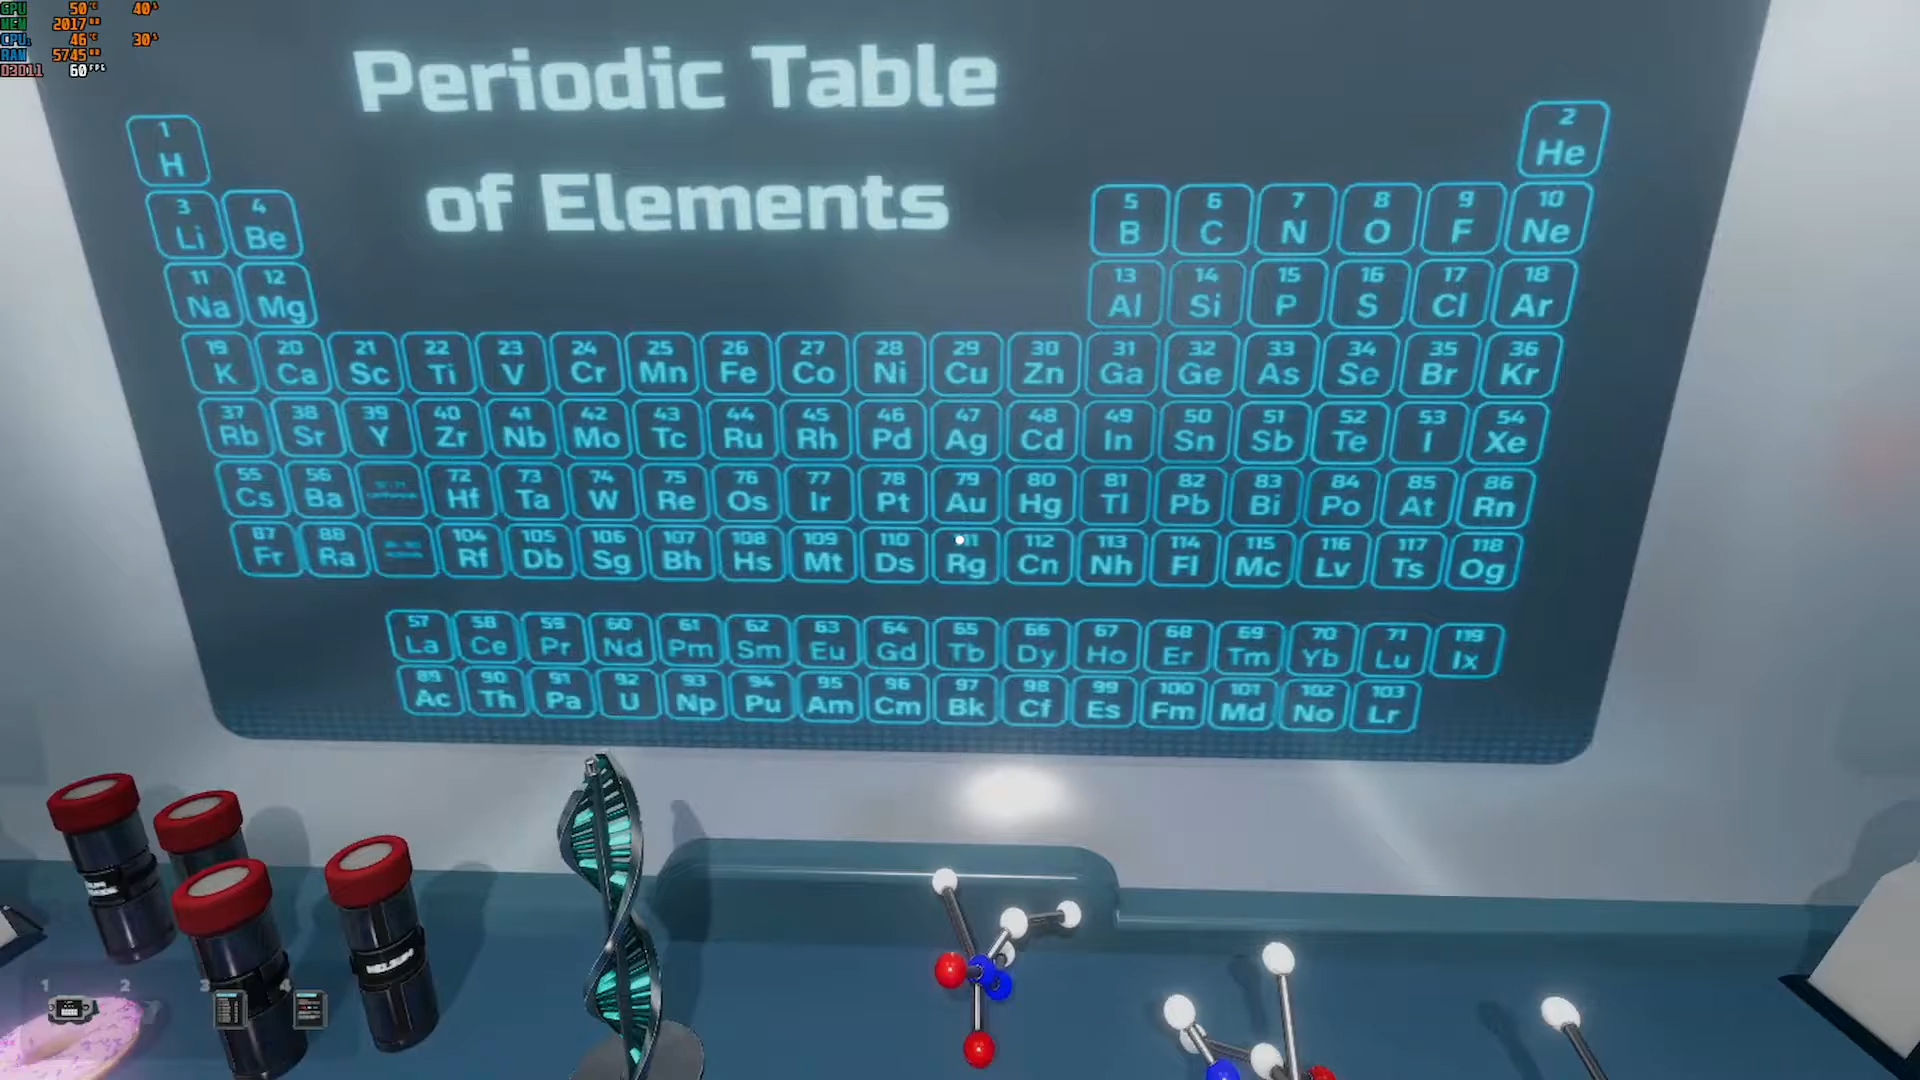 GPU 50°C 40%
MEM 2017MB
CPU 46°C 30%
RAM 5745MB
D3D11 60FPS
Periodic Table
of Elements
1 2
H He
3 4 5 6 7 8 9 10
Li Be B C N O F Ne
11 12 13 14 15 16 17 18
Na Mg Al Si P S Cl Ar
19 20 21 22 23 24 25 26 27 28 29 30 31 32 33 34 35 36
K Ca Sc Ti V Cr Mn Fe Co Ni Cu Zn Ga Ge As Se Br Kr
37 38 39 40 41 42 43 44 45 46 47 48 49 50 51 52 53 54
Rb Sr Y Zr Nb Mo Tc Ru Rh Pd Ag Cd In Sn Sb Te I Xe
55 56 72 73 74 75 76 77 78 79 80 81 82 83 84 85 86
Cs Ba Hf Ta W Re Os Ir Pt Au Hg Tl Pb Bi Po At Rn
87 88 104 105 106 107 108 109 110 111 112 113 114 115 116 117 118
Fr Ra Rf Db Sg Bh Hs Mt Ds Rg Cn Nh Fl Mc Lv Ts Og
57 58 59 60 61 62 63 64 65 66 67 68 69 70 71 119
La Ce Pr Nd Pm Sm Eu Gd Tb Dy Ho Er Tm Yb Lu Ix
89 90 91 92 93 94 95 96 97 98 99 100 101 102 103
Ac Th Pa U Np Pu Am Cm Bk Cf Es Fm Md No Lr
HELIUM
1 2 3 4